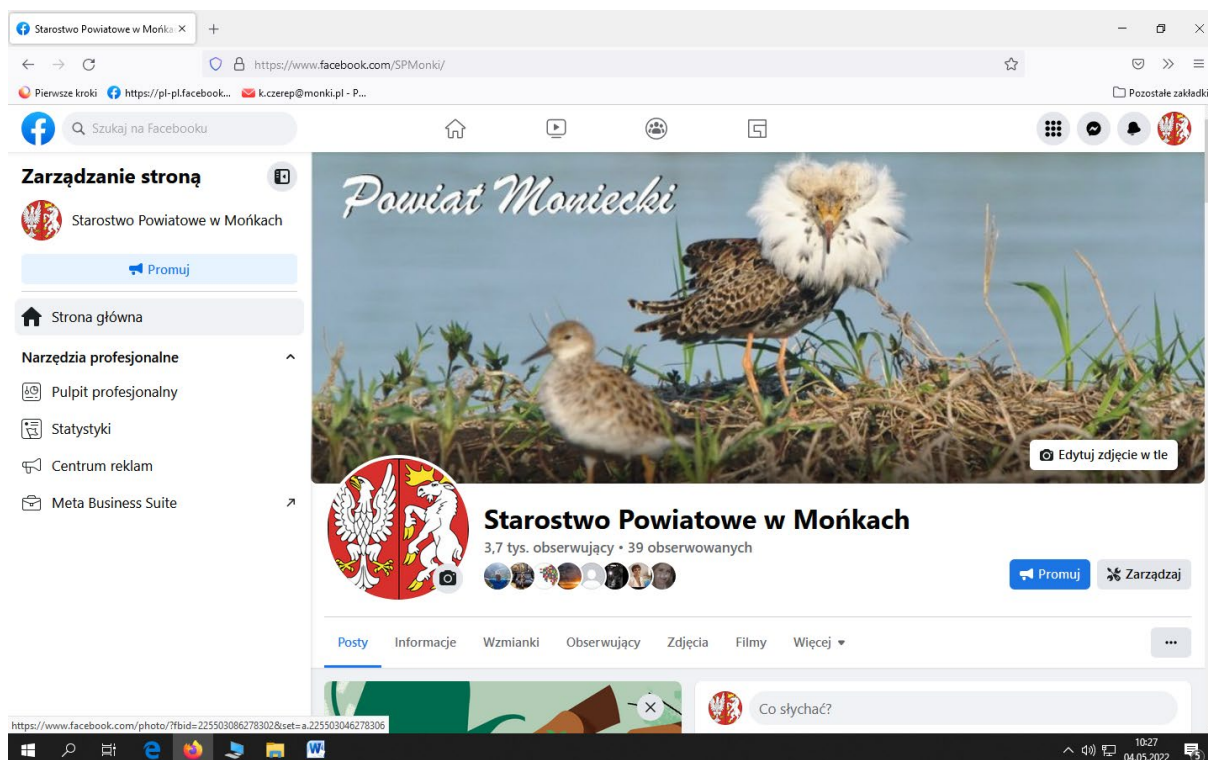 Starostwo Powiatowe w Mońka
https://www.facebook.com/SPMonki/
Pierwsze kroki
https://pl-pl.facebook...
k.czerep@monki.pl - P...
Pozostałe zakładki
Szukaj na Facebooku
Zarządzanie stroną
Starostwo Powiatowe w Mońkach
Promuj
Strona główna
Narzędzia profesjonalne
Pulpit profesjonalny
Statystyki
Centrum reklam
Meta Business Suite
Powiat Moniecki
Edytuj zdjęcie w tle
Starostwo Powiatowe w Mońkach
3,7 tys. obserwujący • 39 obserwowanych
Promuj
Zarządzaj
Posty Informacje Wzmianki Obserwujący Zdjęcia Filmy Więcej
Co słychać?
https://www.facebook.com/photo/?fbid=225503086278302&set=a.225503046278306
10:27
04.05.2022
5